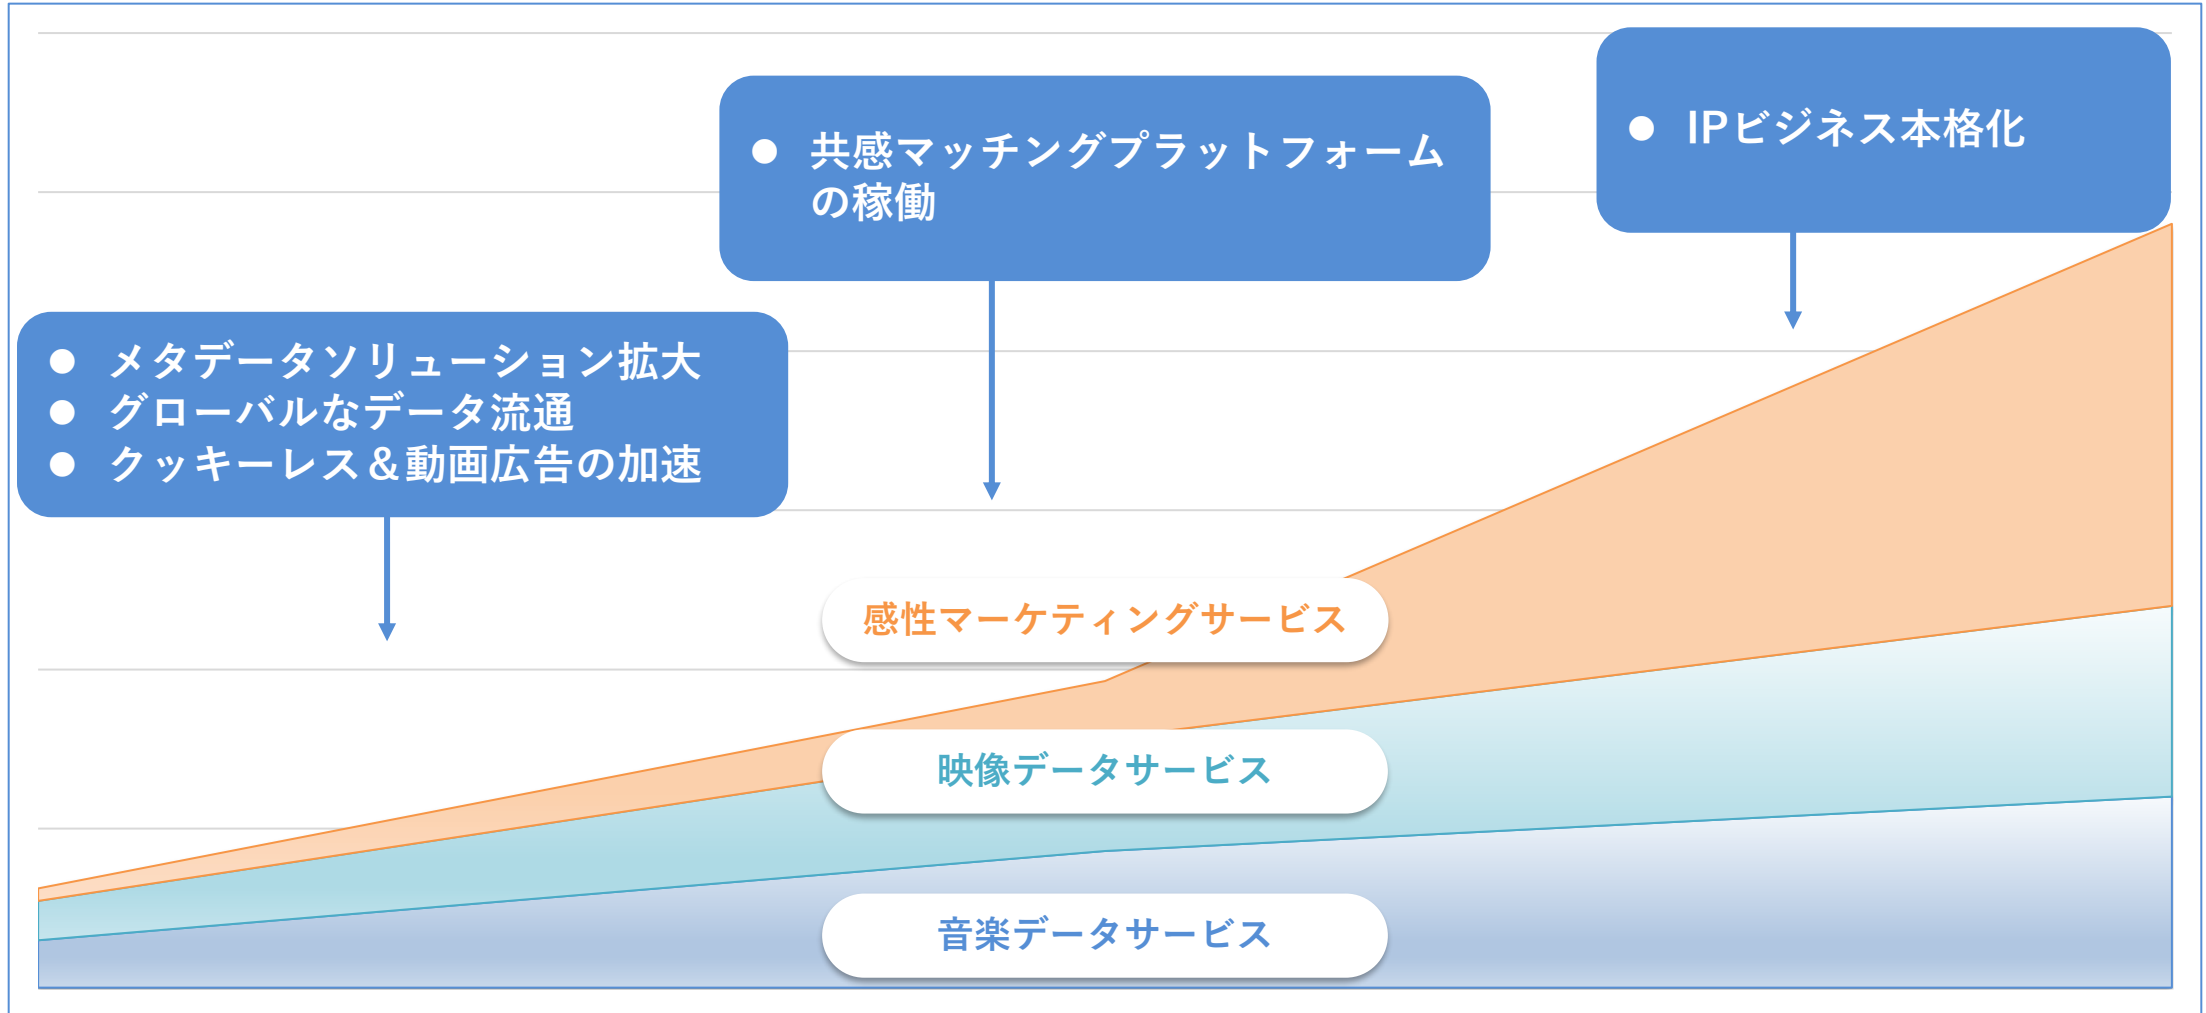 ● IPビジネス本格化
● 共感マッチングプラットフォーム
の稼働
● メタデータソリューション拡大
● グローバルなデータ流通
● クッキーレス＆動画広告の加速
感性マーケティングサービス
映像データサービス
音楽データサービス